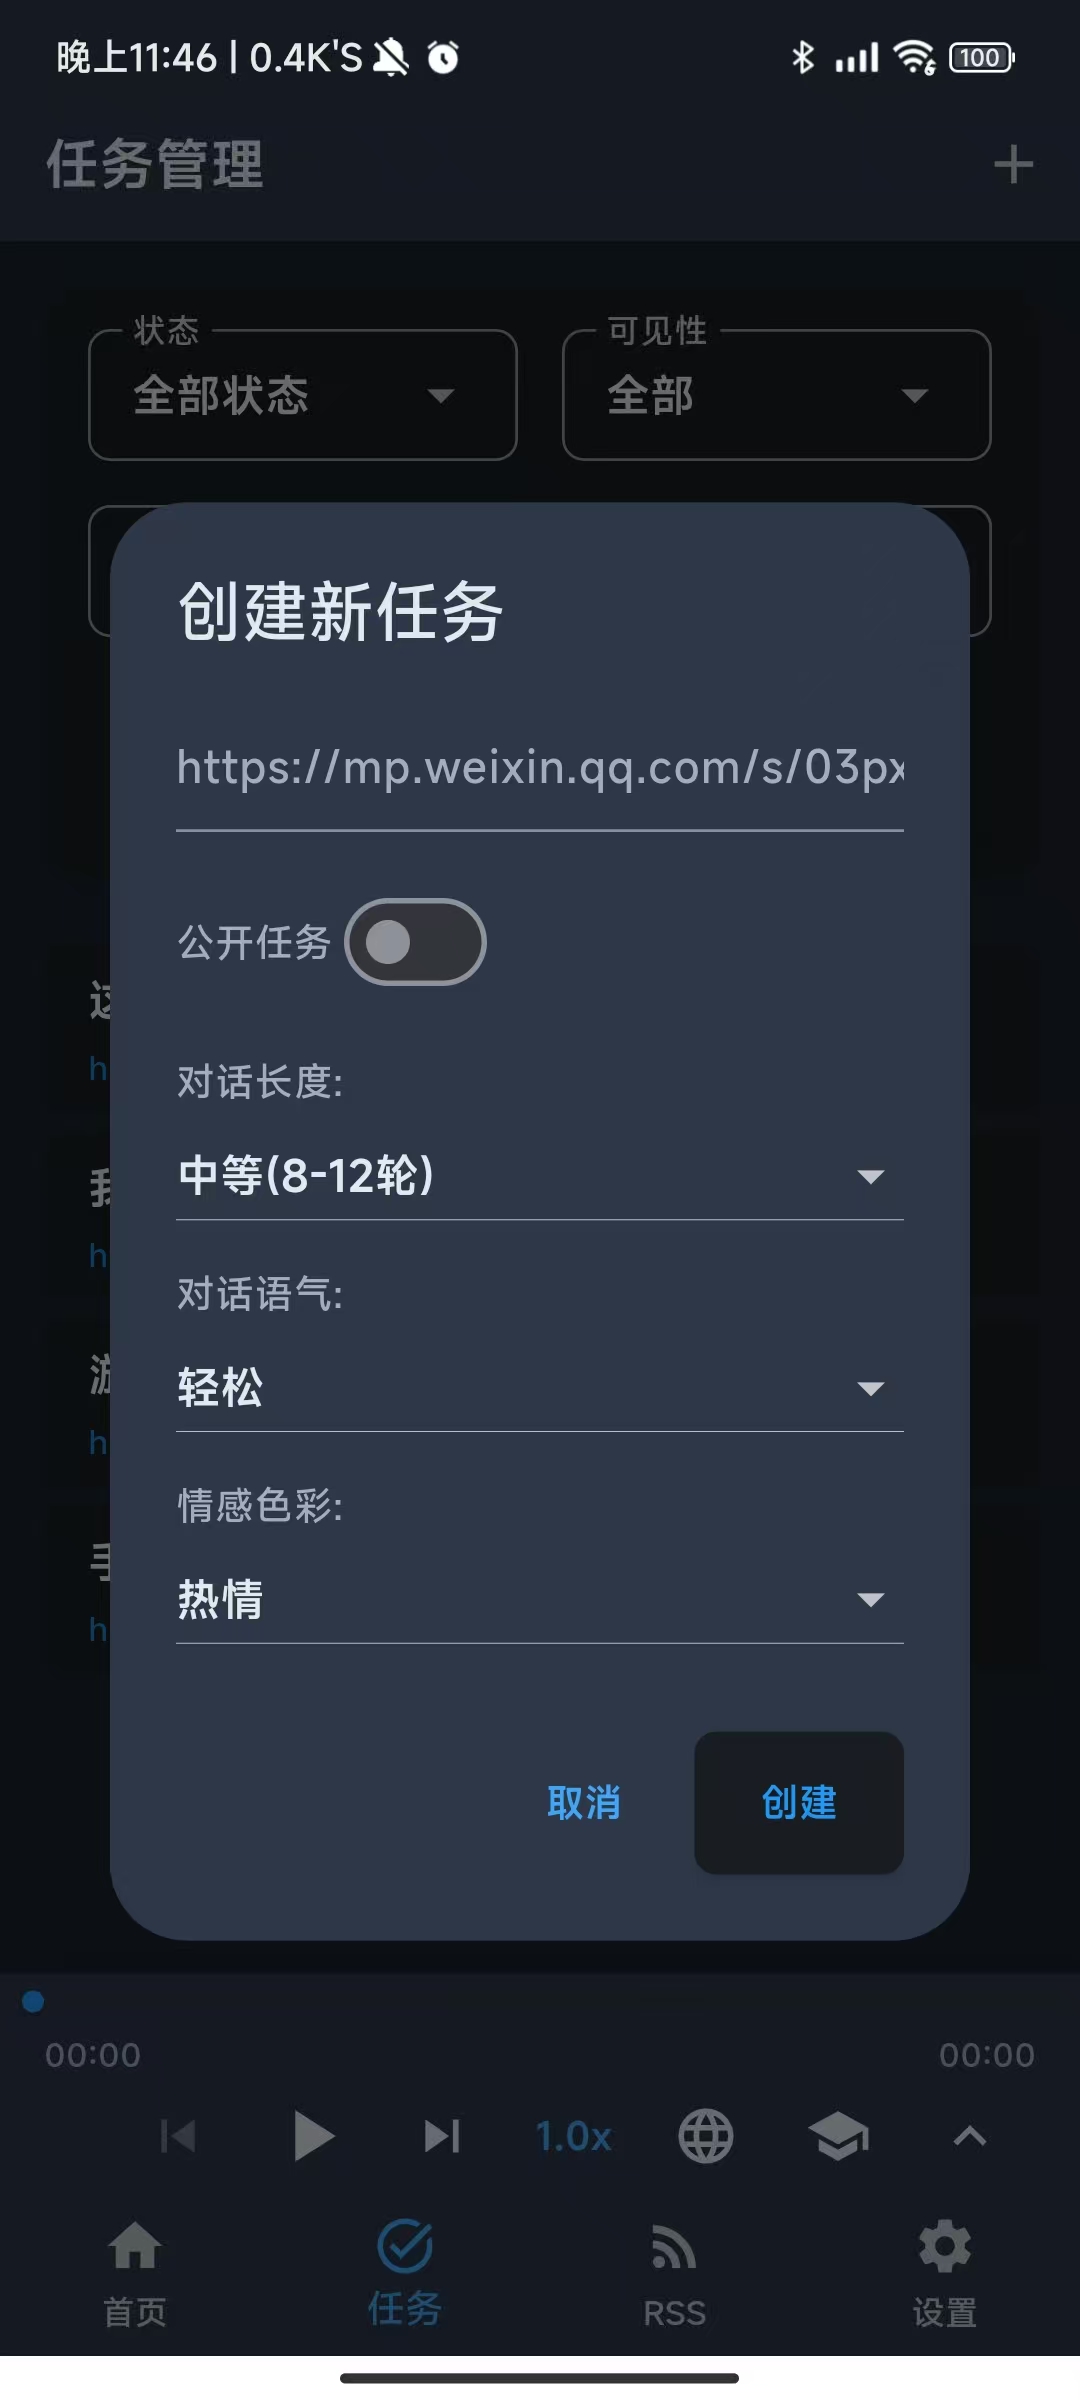 晚上11:46 | 0.4K'S
100
任务管理
状态
可见性
全部状态
全部
创建新任务
https://mp.weixin.qq.com/s/03px
公开任务
对话长度:
中等(8-12轮)
对话语气:
轻松
情感色彩:
热情
取消
创建
h
h
h
h
00:00
00:00
1.0x
首页
任务
RSS
设置